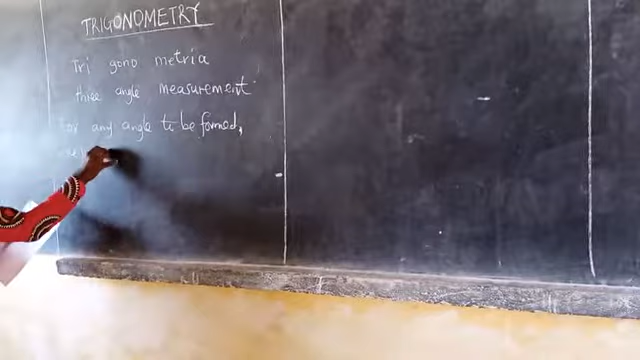 TRIGONOMETRY
Tri gono metria
three angle measurement
For any angle to be formed,